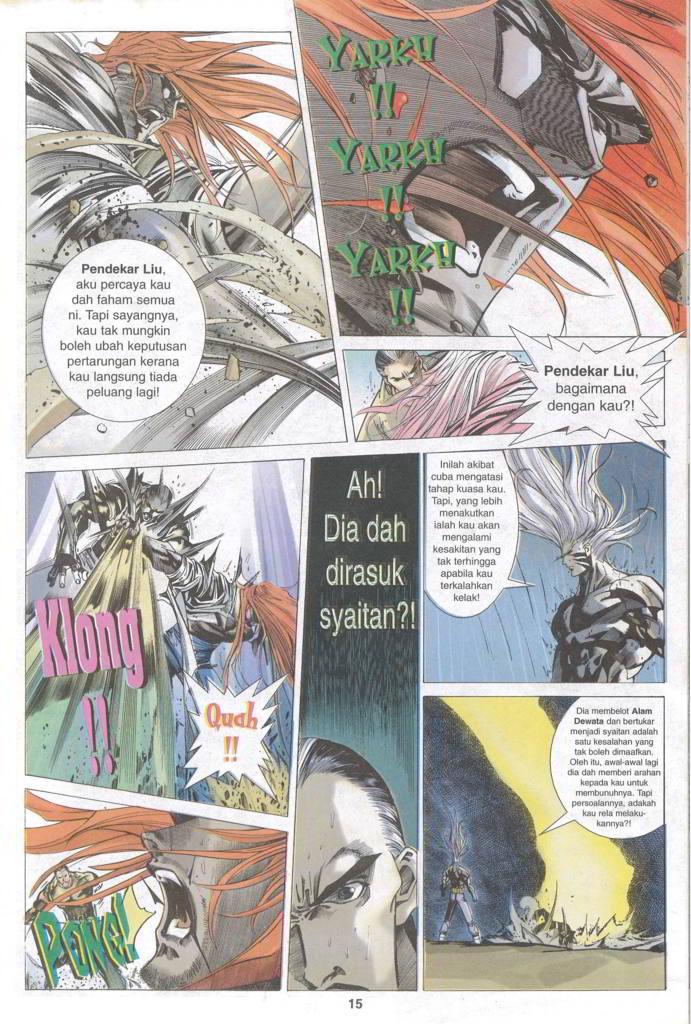 YARKH
!!
YARKH
!!
YARKH
!!
Pendekar Liu,
aku percaya kau
dah faham semua
ni. Tapi sayangnya,
kau tak mungkin
boleh ubah keputusan
pertarungan kerana
kau langsung tiada
peluang lagi!
Pendekar Liu,
bagaimana
dengan kau?!
Klong
!!
Quah
!!
Ah!
Dia dah
dirasuk
syaitan?!
Inilah akibat
cuba mengatasi
tahap kuasa kau.
Tapi, yang lebih
menakutkan
ialah kau akan
mengalami
kesakitan yang
tak terhingga
apabila kau
terkalahkan
kelak!
Dia membelot Alam
Dewata dan bertukar
menjadi syaitan adalah
satu kesalahan yang
tak boleh dimaafkan.
Oleh itu, awal-awal lagi
dia dah memberi arahan
kepada kau untuk
membunuhnya. Tapi
persoalannya, adakah
kau rela melaku-
kannya?!
15